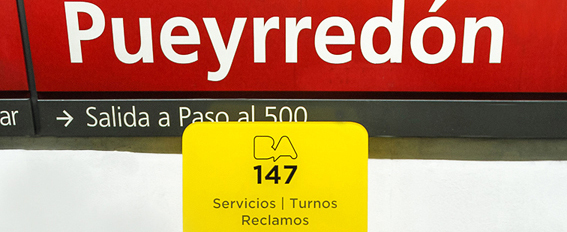 Pueyrredón
ar → Salida a Paso al 500
BA
147
Servicios | Turnos
Reclamos